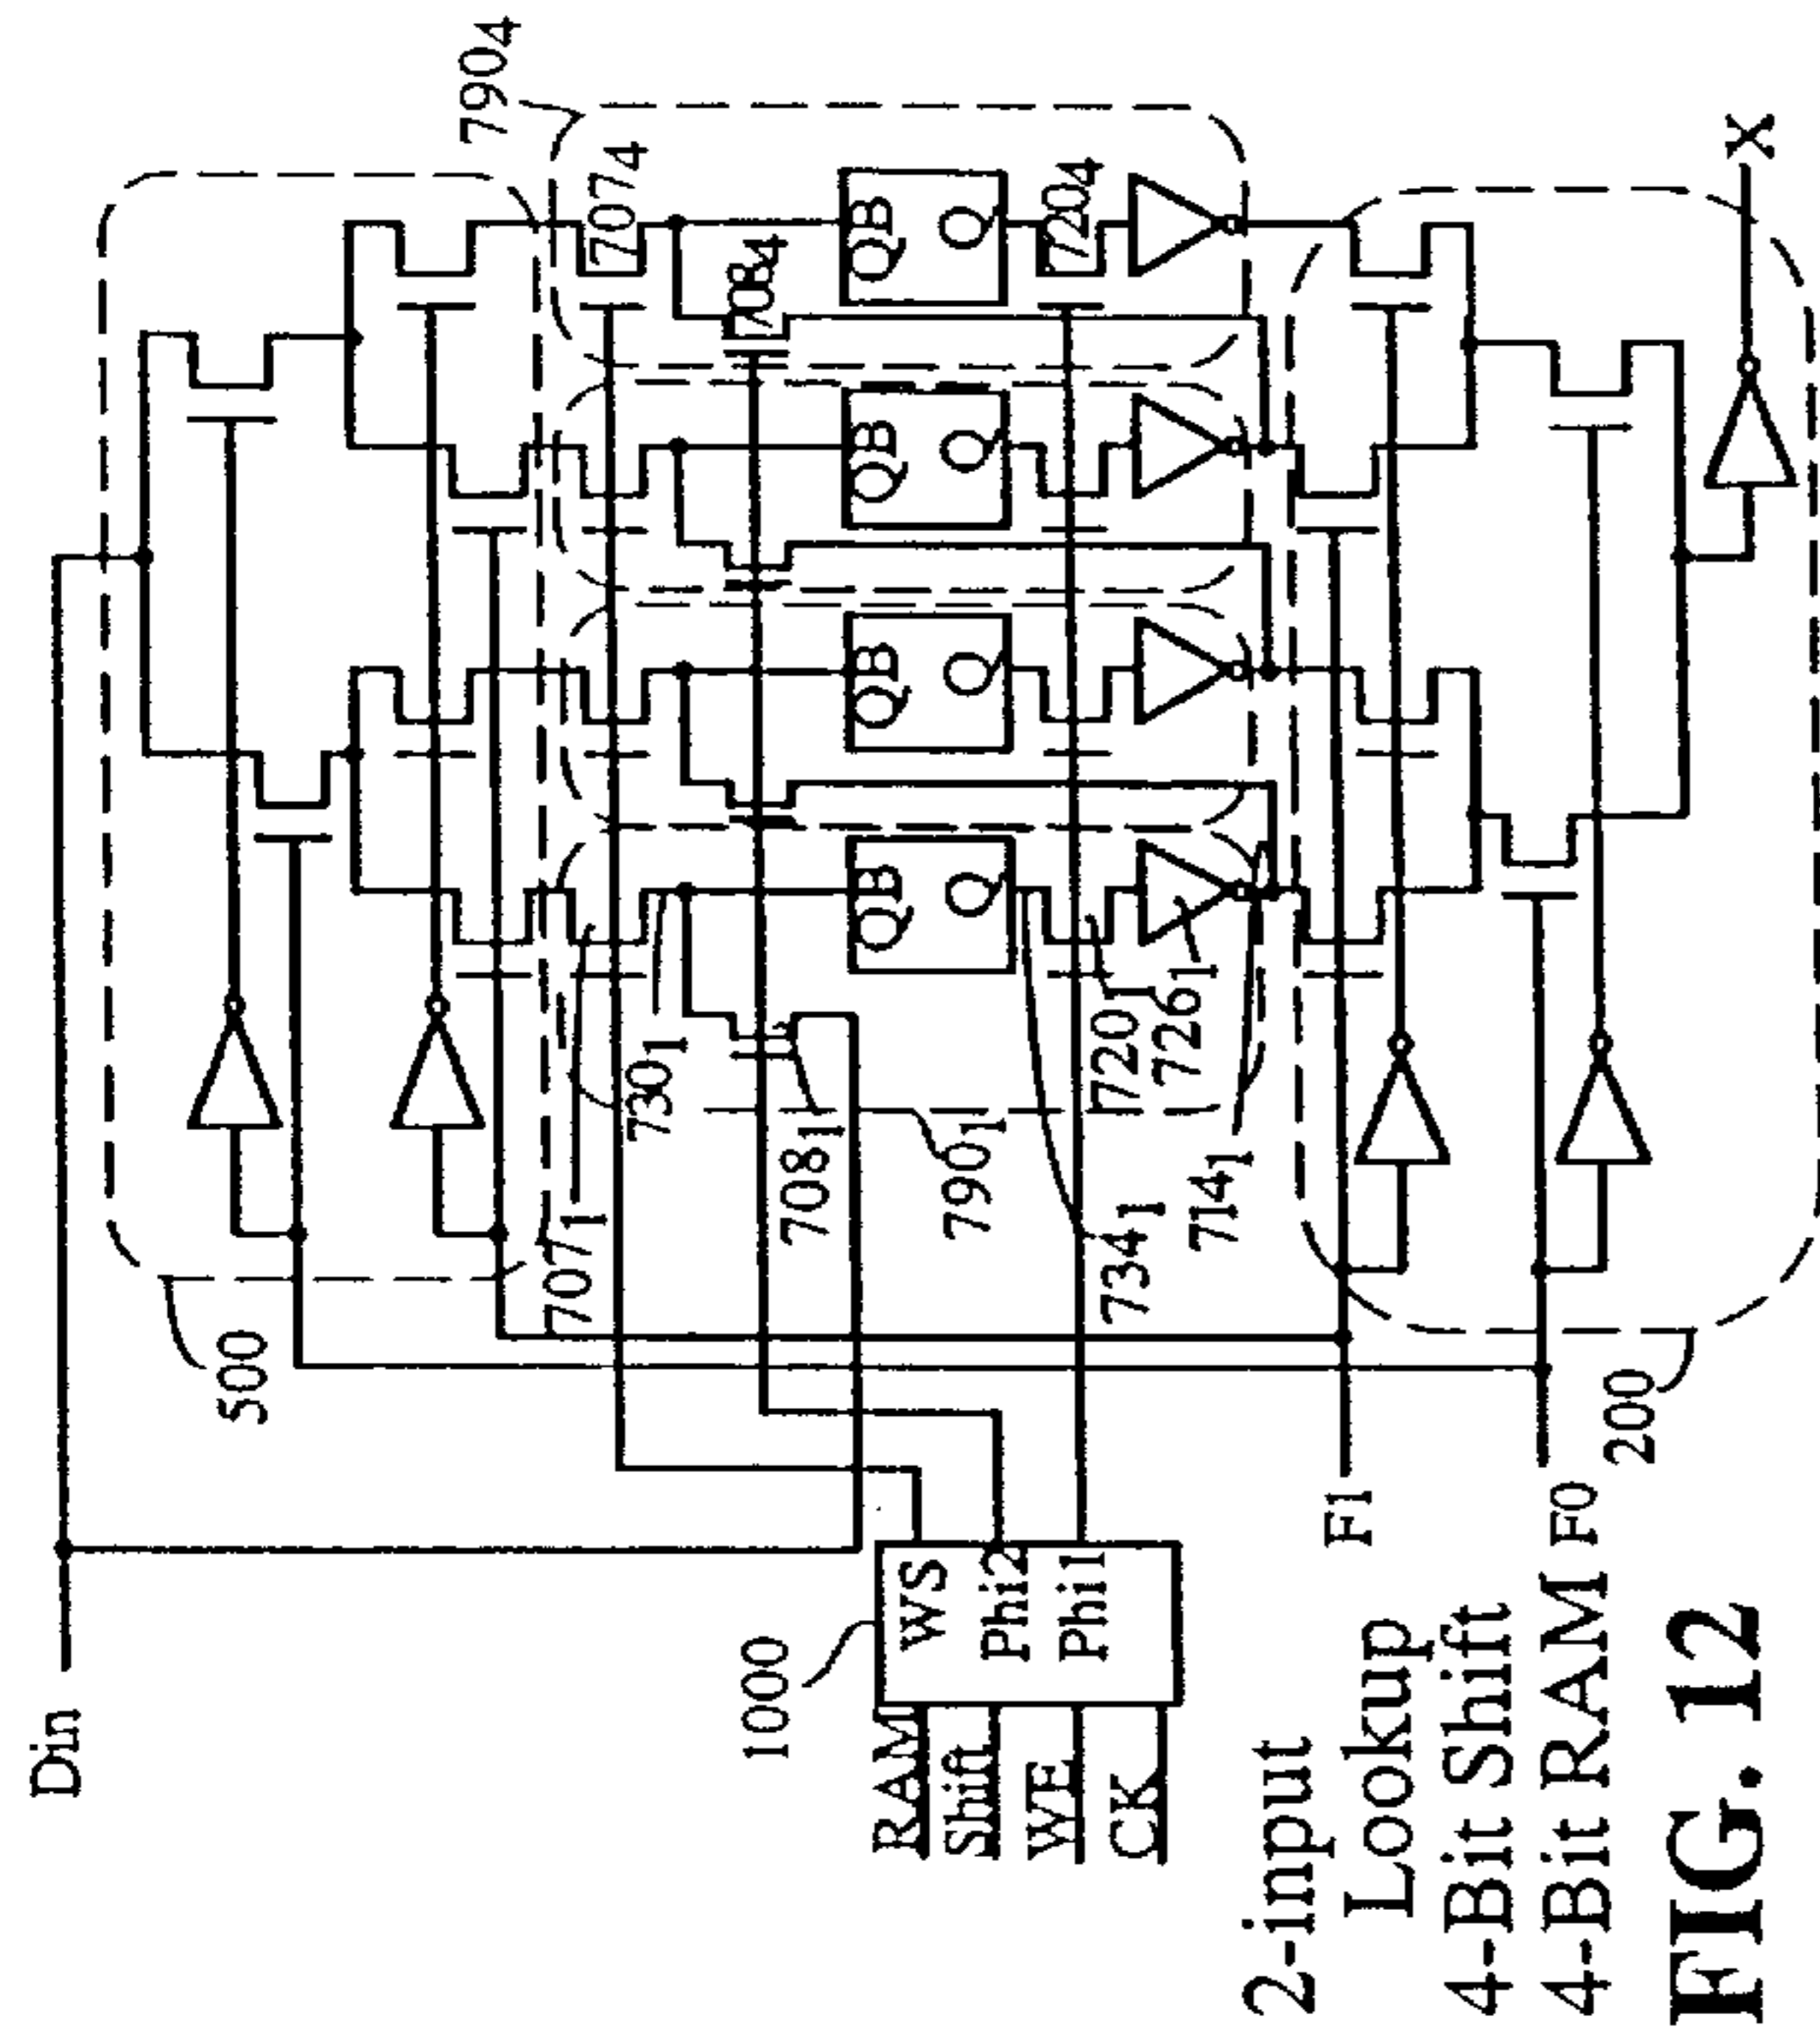 Din
500
707₁
730₁
708₁
790₁
734₁
720₁
726₁
714₁
707₄
708₄
720₄
790₄
QB
Q
QB
Q
QB
Q
QB
Q
1000
RAM
Shift
WE
CK
WS
Phi2
Phi1
F1
F0
200
X
2-input
Lookup
4-Bit Shift
4-Bit RAM
FIG. 12